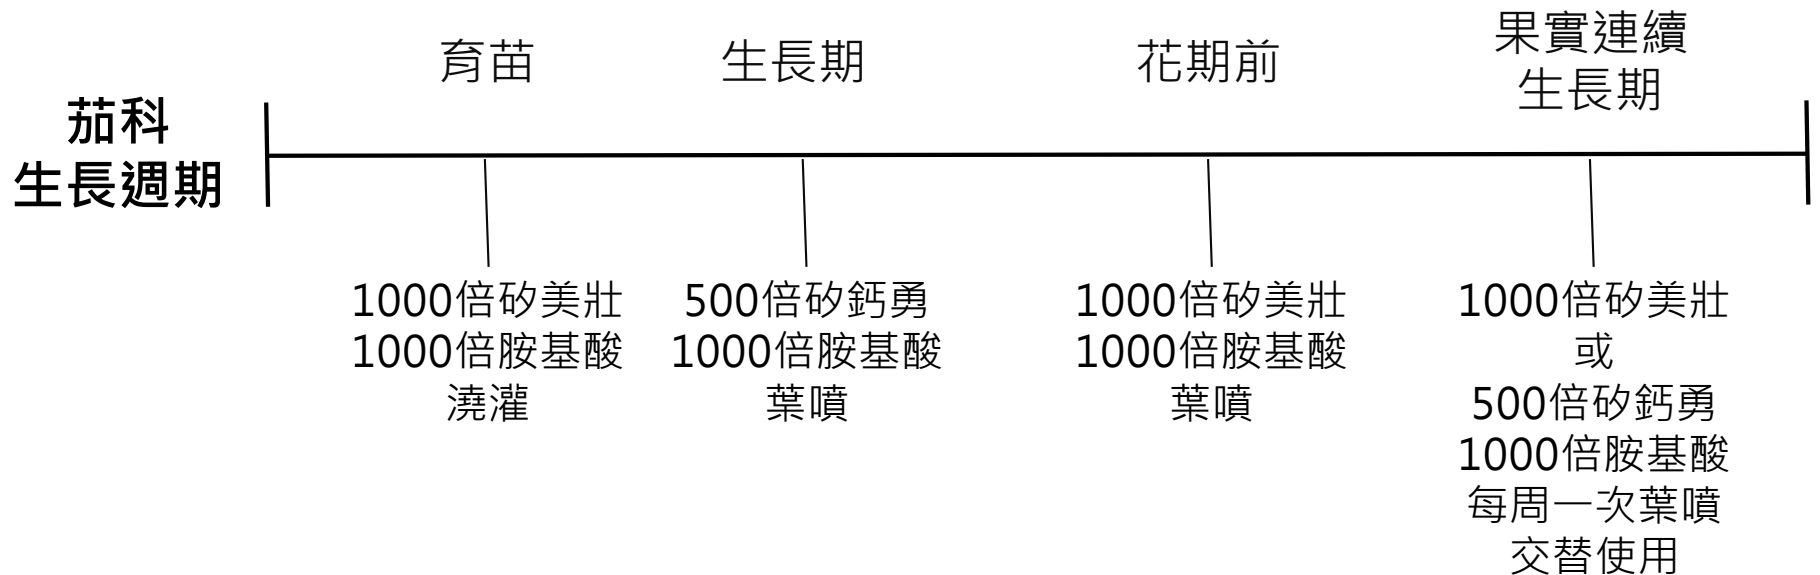 茄科
生長週期
育苗
生長期
花期前
果實連續
生長期
1000倍矽美壯
1000倍胺基酸
澆灌
500倍矽鈣勇
1000倍胺基酸
葉噴
1000倍矽美壯
1000倍胺基酸
葉噴
1000倍矽美壯
或
500倍矽鈣勇
1000倍胺基酸
每周一次葉噴
交替使用